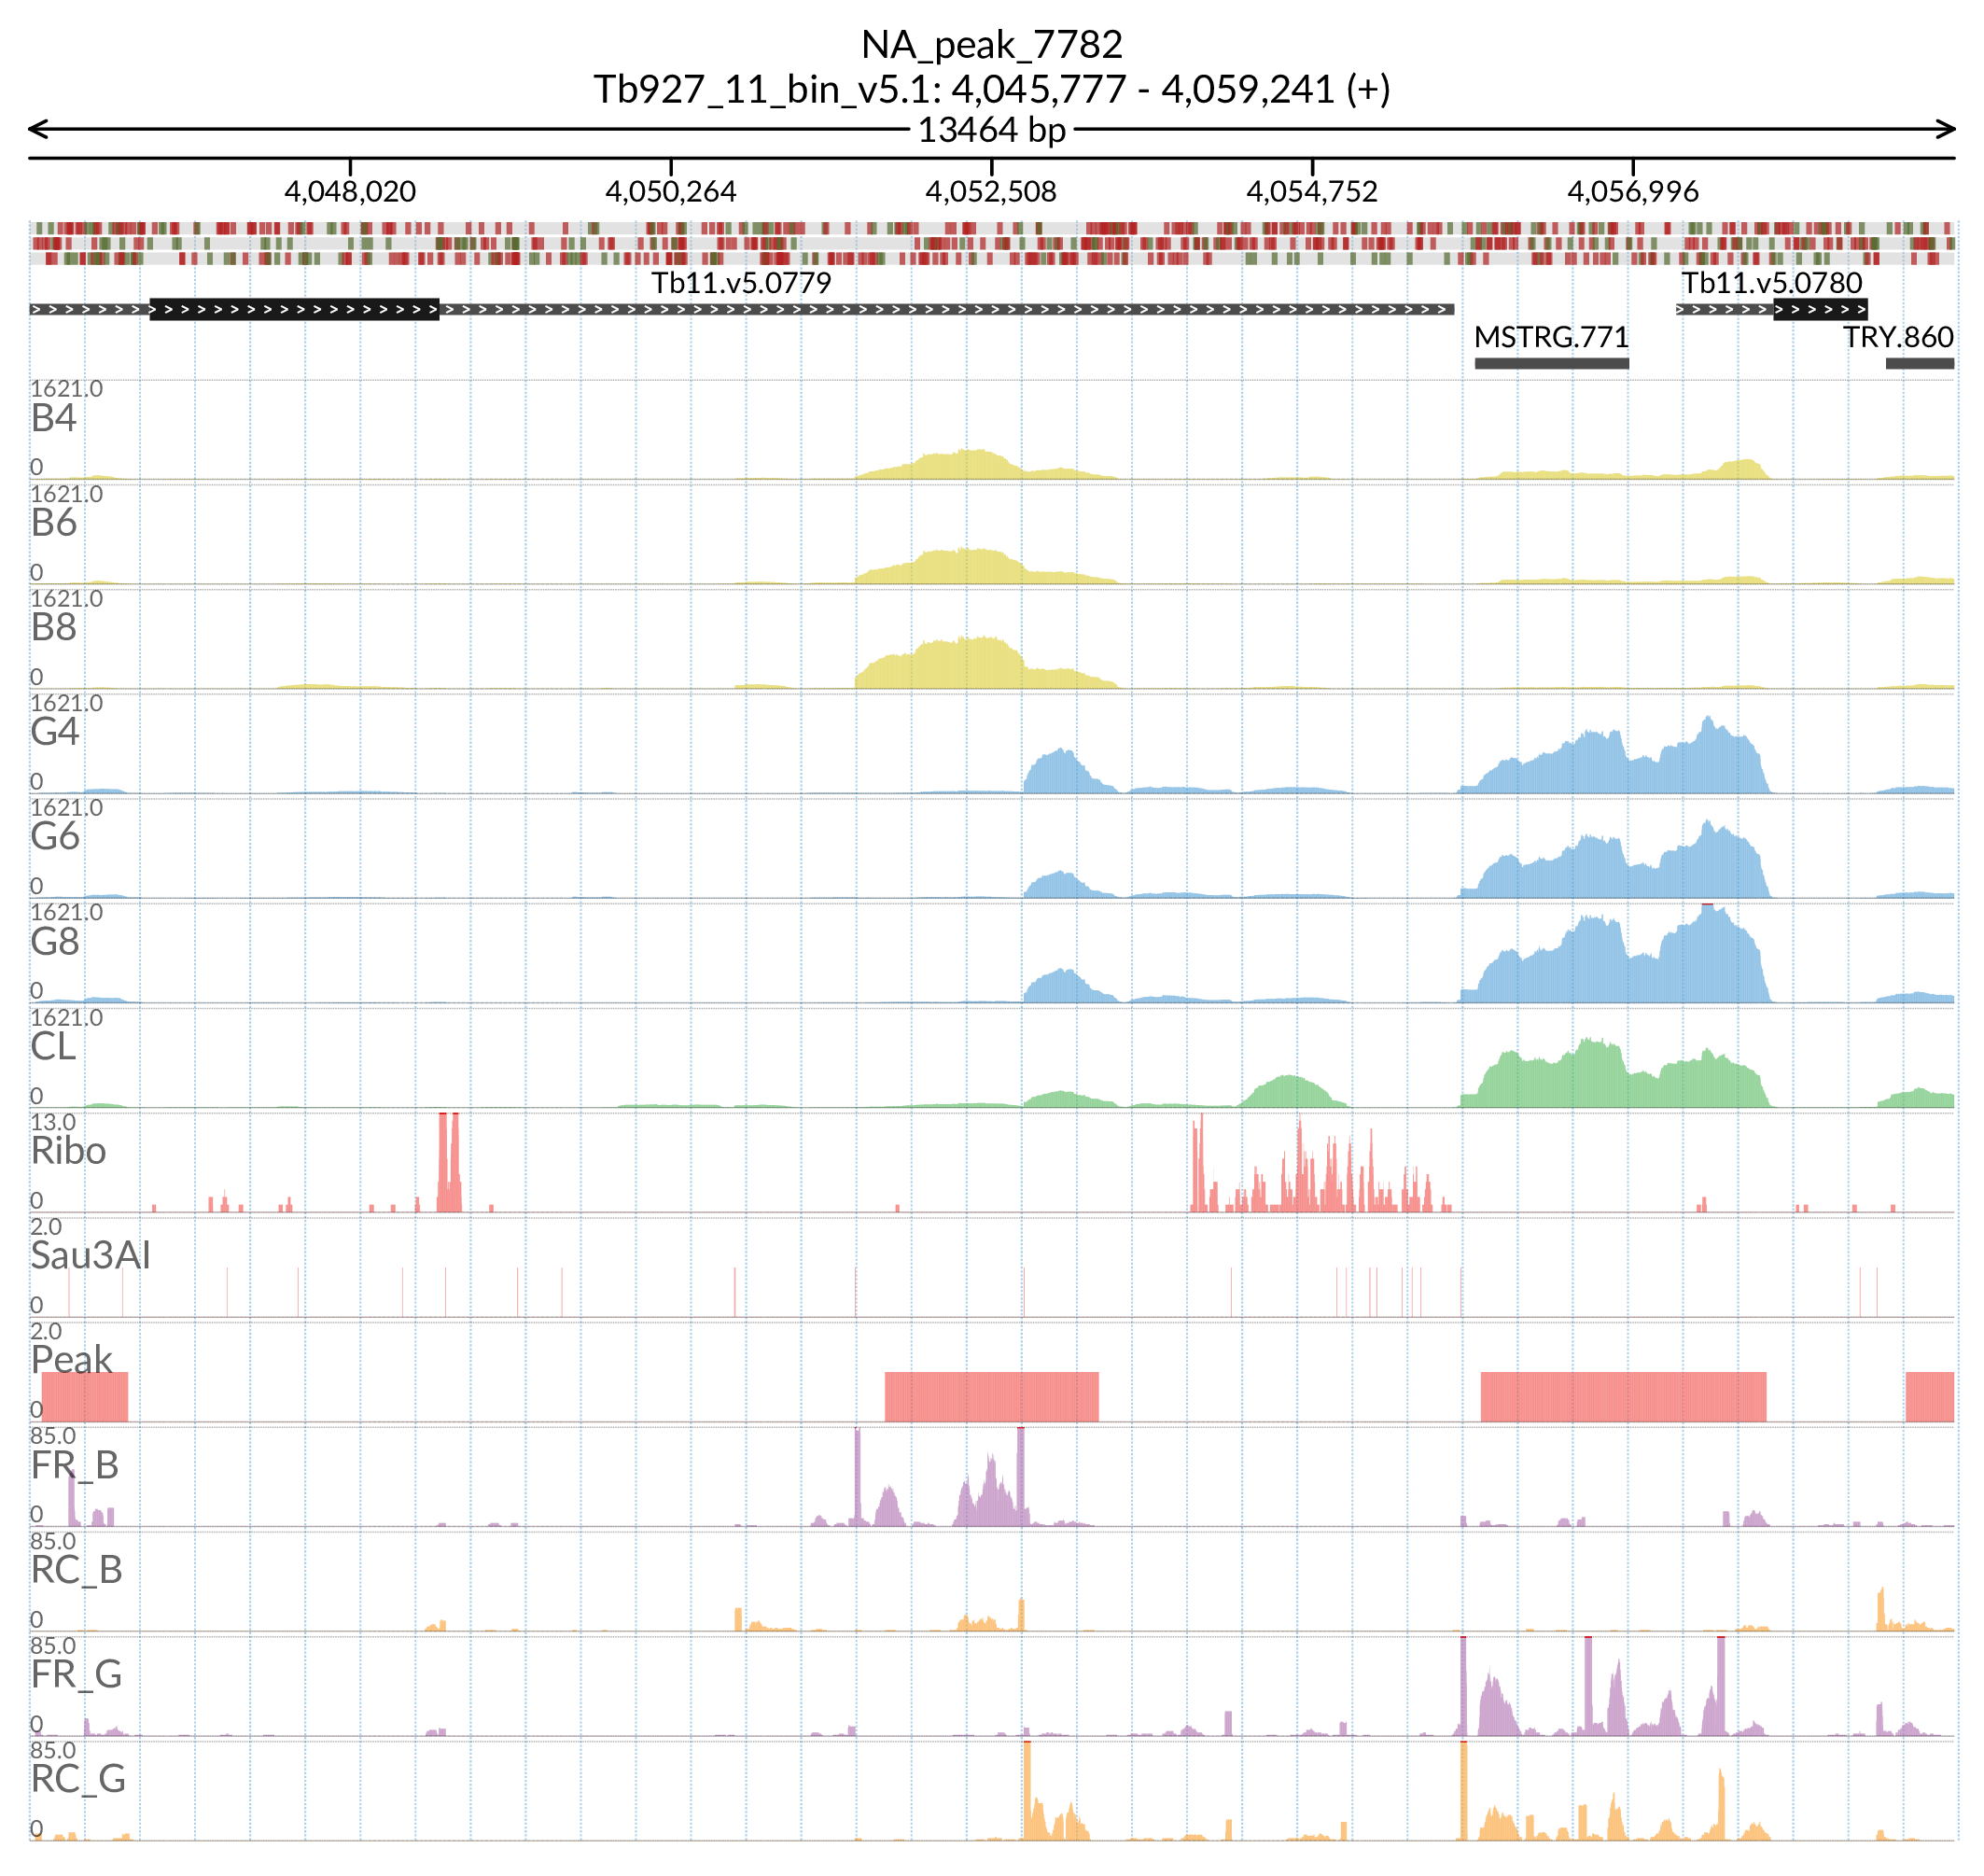 NA_peak_7782
Tb927_11_bin_v5.1: 4,045,777 - 4,059,241 (+)
13464 bp
4,048,020 4,050,264 4,052,508 4,054,752 4,056,996
Tb11.v5.0779 Tb11.v5.0780
MSTRG.771 TRY.860
1621.0
B4
0
1621.0
B6
0
1621.0
B8
0
1621.0
G4
0
1621.0
G6
0
1621.0
G8
0
1621.0
CL
0
13.0
Ribo
0
2.0
Sau3AI
0
2.0
Peak
0
85.0
FR_B
0
85.0
RC_B
0
85.0
FR_G
0
85.0
RC_G
0